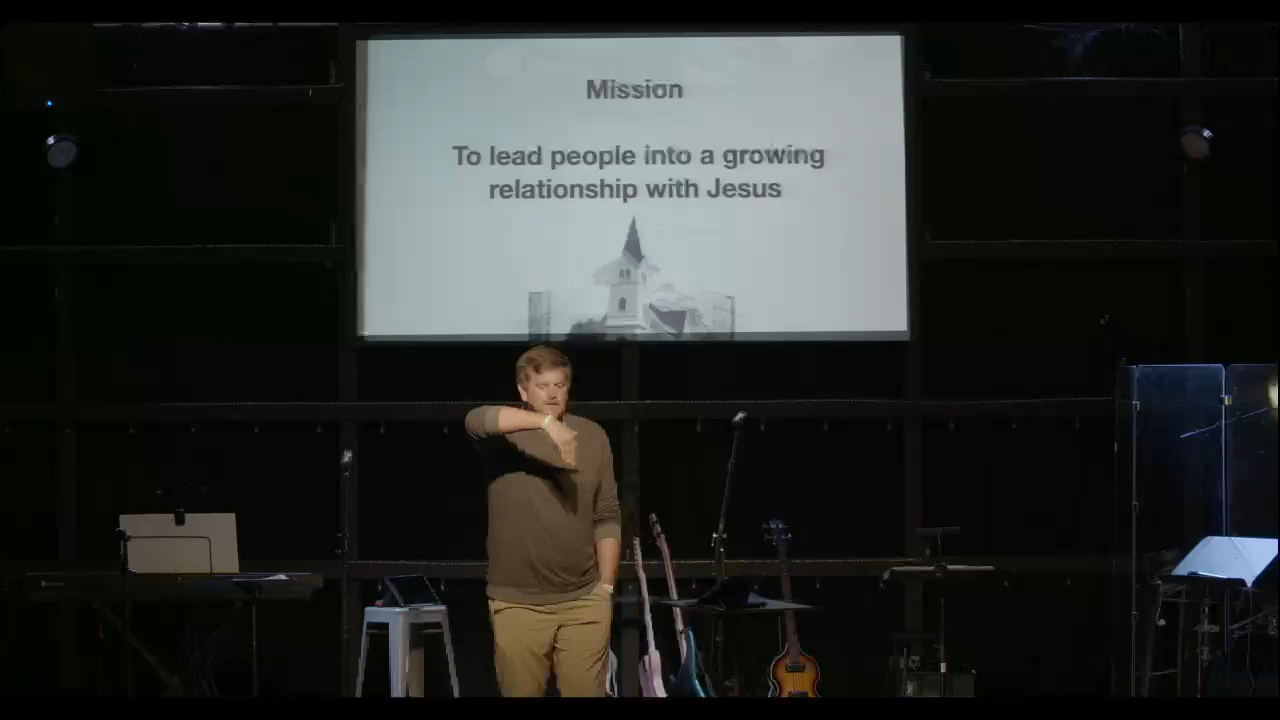 Mission
To lead people into a growing
relationship with Jesus